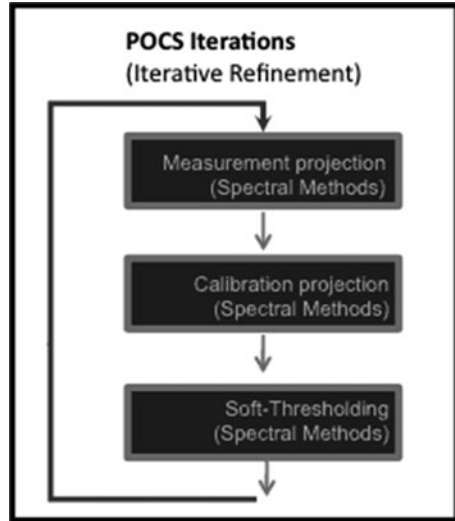 POCS Iterations
(Iterative Refinement)
Measurement projection
(Spectral Methods)
Calibration projection
(Spectral Methods)
Soft-Thresholding
(Spectral Methods)